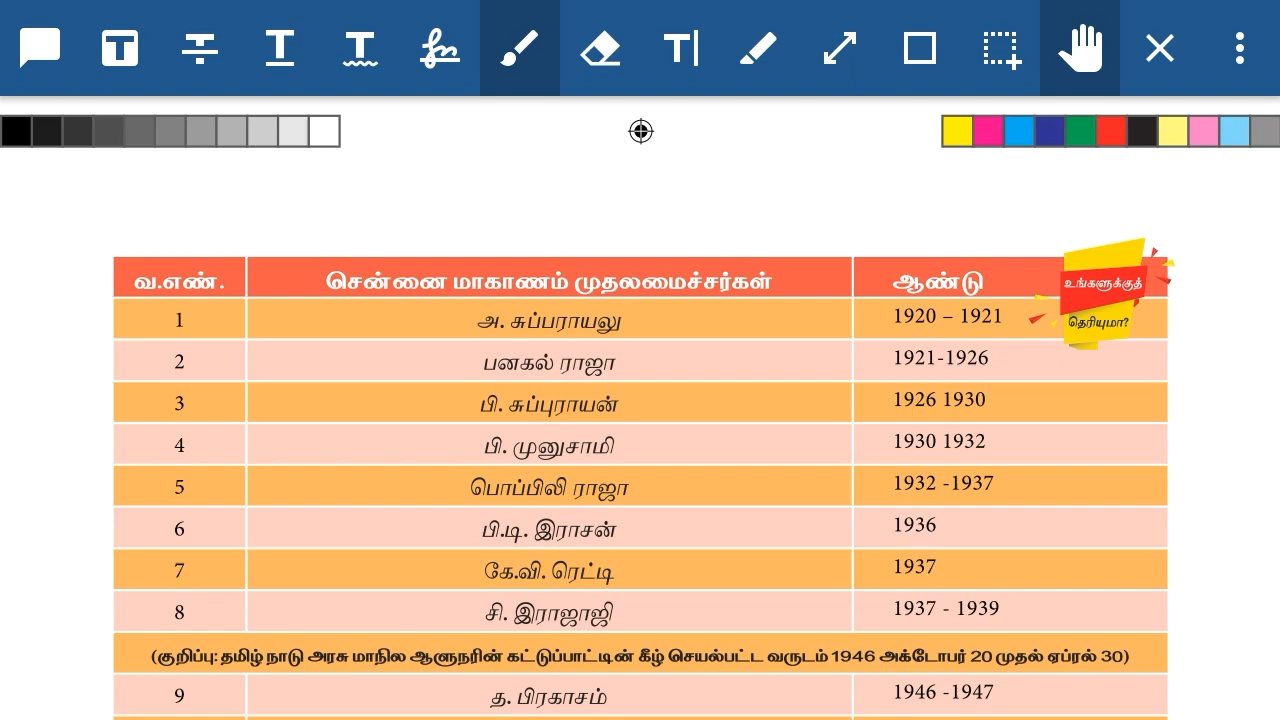 வ.எண். சென்னை மாகாணம் முதலமைச்சர்கள் ஆண்டு
உங்களுக்குத்
தெரியுமா?
1 அ. சுப்பராயலு 1920 – 1921
2 பனகல் ராஜா 1921-1926
3 பி. சுப்புராயன் 1926 1930
4 பி. முனுசாமி 1930 1932
5 பொப்பிலி ராஜா 1932 -1937
6 பி.டி. இராசன் 1936
7 கே.வி. ரெட்டி 1937
8 சி. இராஜாஜி 1937 - 1939
(குறிப்பு: தமிழ் நாடு அரசு மாநில ஆளுநரின் கட்டுப்பாட்டின் கீழ் செயல்பட்ட வருடம் 1946 அக்டோபர் 20 முதல் ஏப்ரல் 30)
9 த. பிரகாசம் 1946 -1947